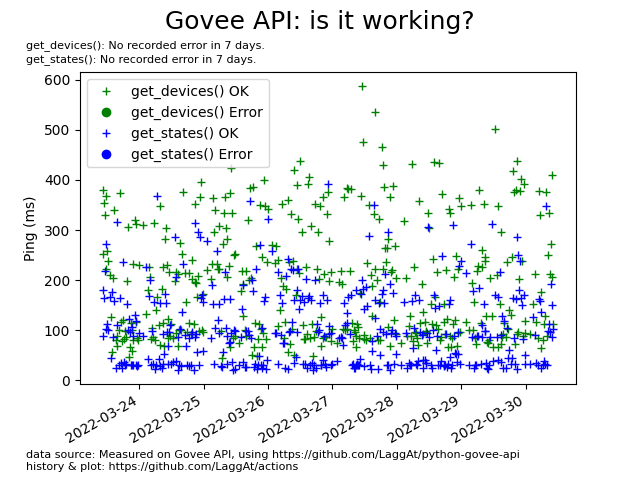 Govee API: is it working?
get_devices(): No recorded error in 7 days.
get_states(): No recorded error in 7 days.
get_devices() OK
get_devices() Error
get_states() OK
get_states() Error
600
500
400
300
200
100
0
Ping (ms)
2022-03-24
2022-03-25
2022-03-26
2022-03-27
2022-03-28
2022-03-29
2022-03-30
data source: Measured on Govee API, using https://github.com/LaggAt/python-govee-api
history & plot: https://github.com/LaggAt/actions